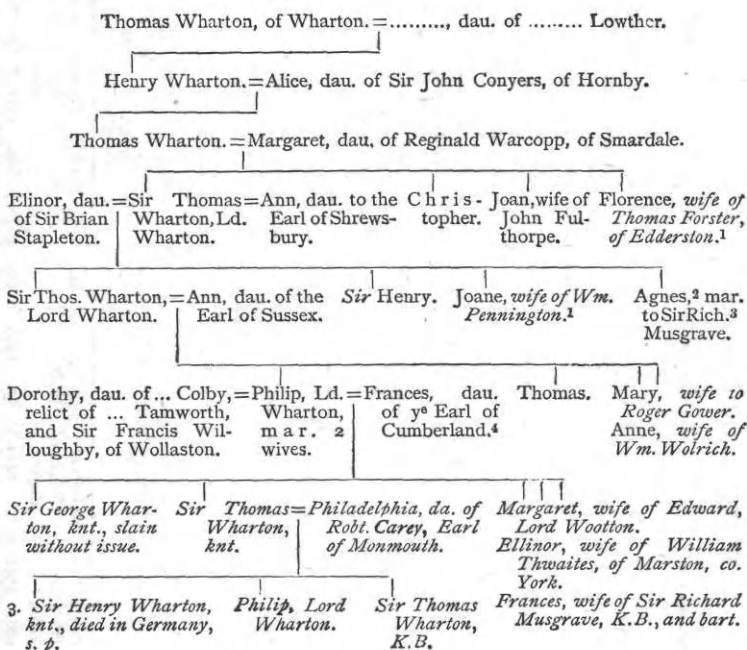 Thomas Wharton, of Wharton.=........., dau. of ......... Lowther.
Henry Wharton.=Alice, dau. of Sir John Conyers, of Hornby.
Thomas Wharton.=Margaret, dau. of Reginald Warcopp, of Smardale.
Elinor, dau.
of Sir Brian
Stapleton.
=Sir Thomas
Wharton, Ld.
Wharton.
=Ann, dau. to the
Earl of Shrews-
bury.
Chris-
topher.
Joan, wife of
John Ful-
thorpe.
Florence, wife of
Thomas Forster,
of Edderston.¹
Sir Thos. Wharton,
Lord Wharton.
=Ann, dau. of the
Earl of Sussex.
Sir Henry.
Joane, wife of Wm.
Pennington.¹
Agnes,² mar.
to Sir Rich.³
Musgrave.
Dorothy, dau. of ... Colby,
relict of ... Tamworth,
and Sir Francis Wil-
loughby, of Wollaston.
=Philip, Ld.
Wharton,
mar. 2
wives.
=Frances, dau.
of yᵉ Earl of
Cumberland.⁴
Thomas.
Mary, wife to
Roger Gower.
Anne, wife of
Wm. Wolrich.
Sir George Whar-
ton, knt., slain
without issue.
Sir Thomas
Wharton,
knt.
=Philadelphia, da. of
Robt. Carey, Earl
of Monmouth.
Margaret, wife of Edward,
Lord Wootton.
Ellinor, wife of William
Thwaites, of Marston, co.
York.
Frances, wife of Sir Richard
Musgrave, K.B., and bart.
3. Sir Henry Wharton,
knt., died in Germany,
s. p.
Philip, Lord
Wharton.
Sir Thomas
Wharton,
K.B.